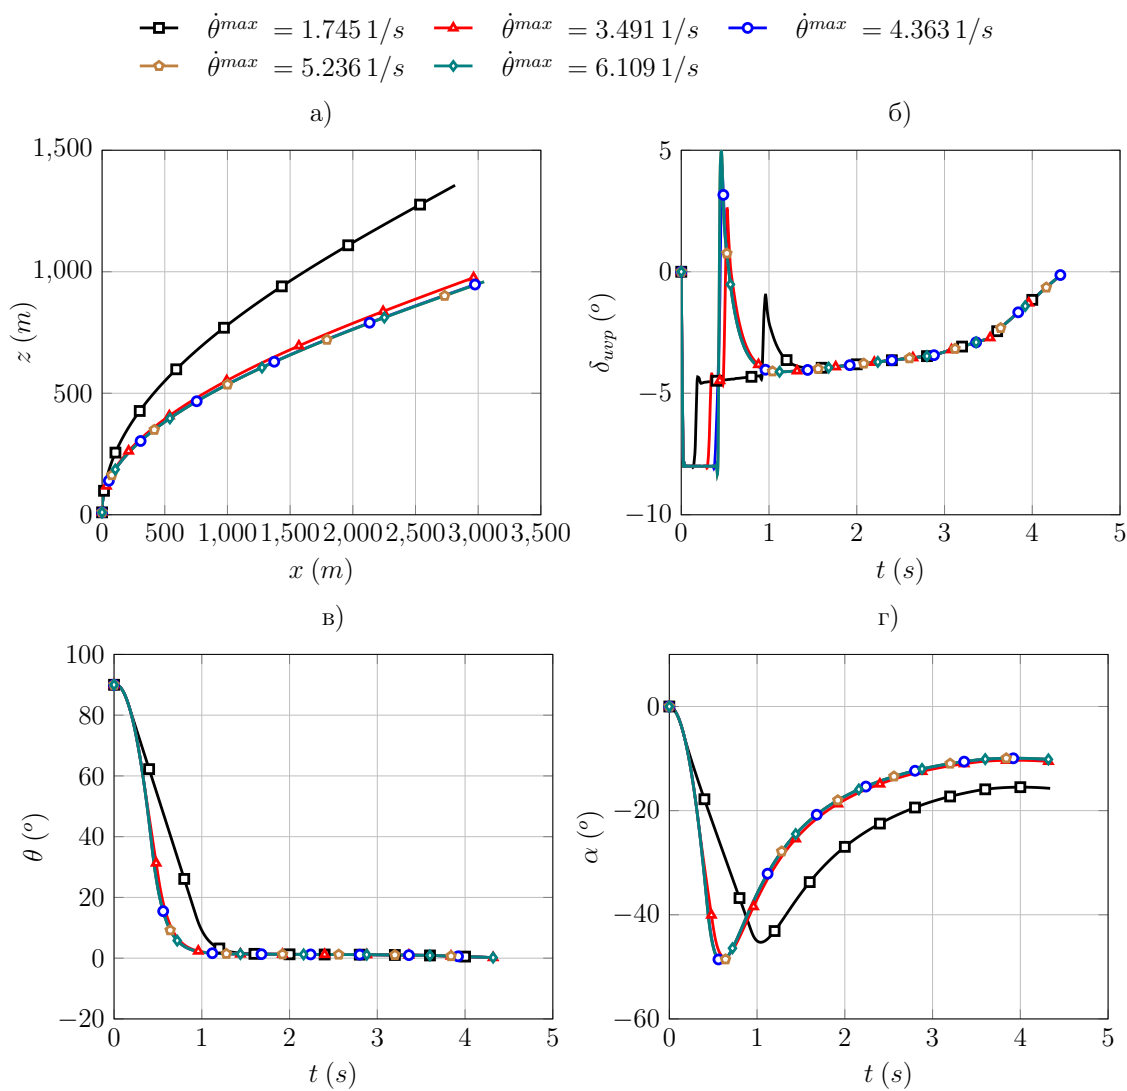 θ̇ᵐᵃˣ = 1.745 1/s θ̇ᵐᵃˣ = 3.491 1/s θ̇ᵐᵃˣ = 4.363 1/s
θ̇ᵐᵃˣ = 5.236 1/s θ̇ᵐᵃˣ = 6.109 1/s
а) б)
1,500
1,000
500
0
z (m)
0 500 1,000 1,500 2,000 2,500 3,000 3,500
x (m)
5
0
−5
−10
δ_uvp (°)
0 1 2 3 4 5
t (s)
в) г)
100
80
60
40
20
0
−20
θ (°)
0 1 2 3 4 5
t (s)
0
−20
−40
−60
α (°)
0 1 2 3 4 5
t (s)